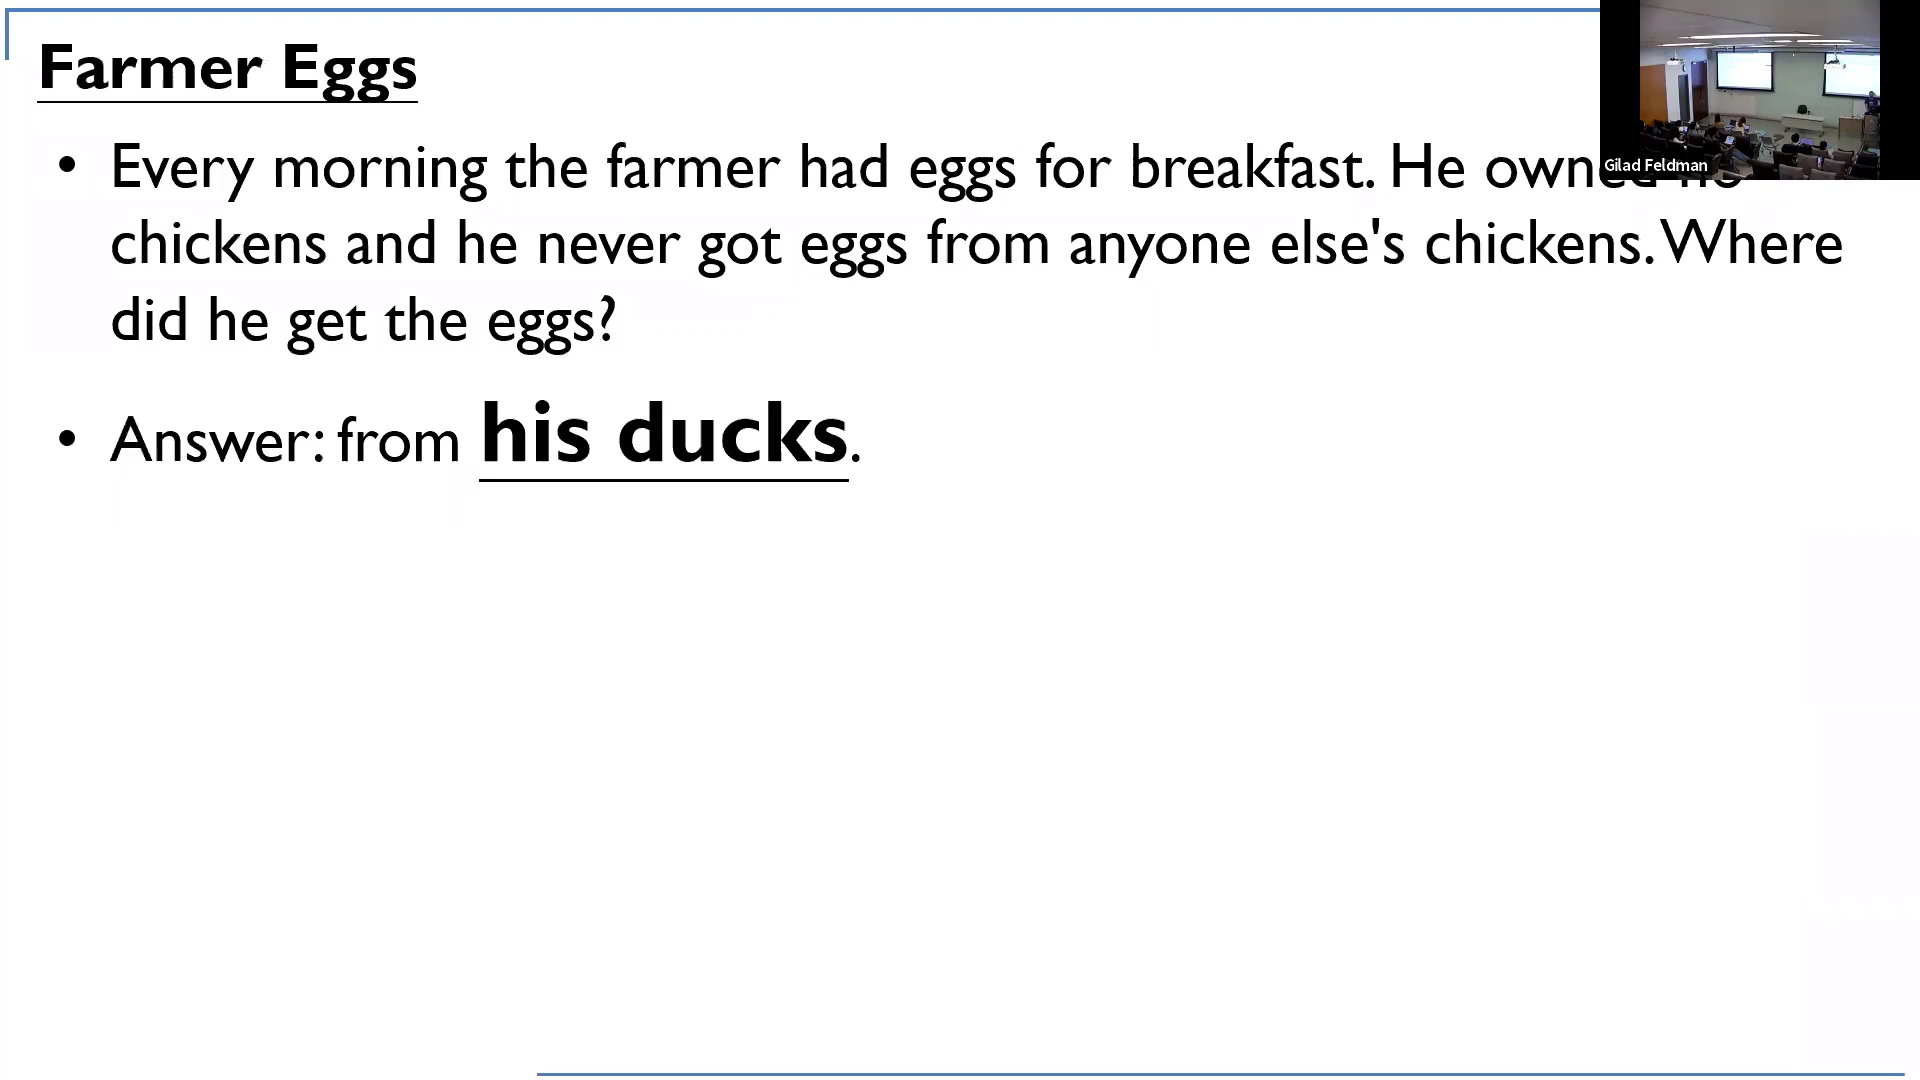 Farmer Eggs
• Every morning the farmer had eggs for breakfast. He owned no
chickens and he never got eggs from anyone else's chickens. Where
did he get the eggs?
• Answer: from his ducks.
Gilad Feldman